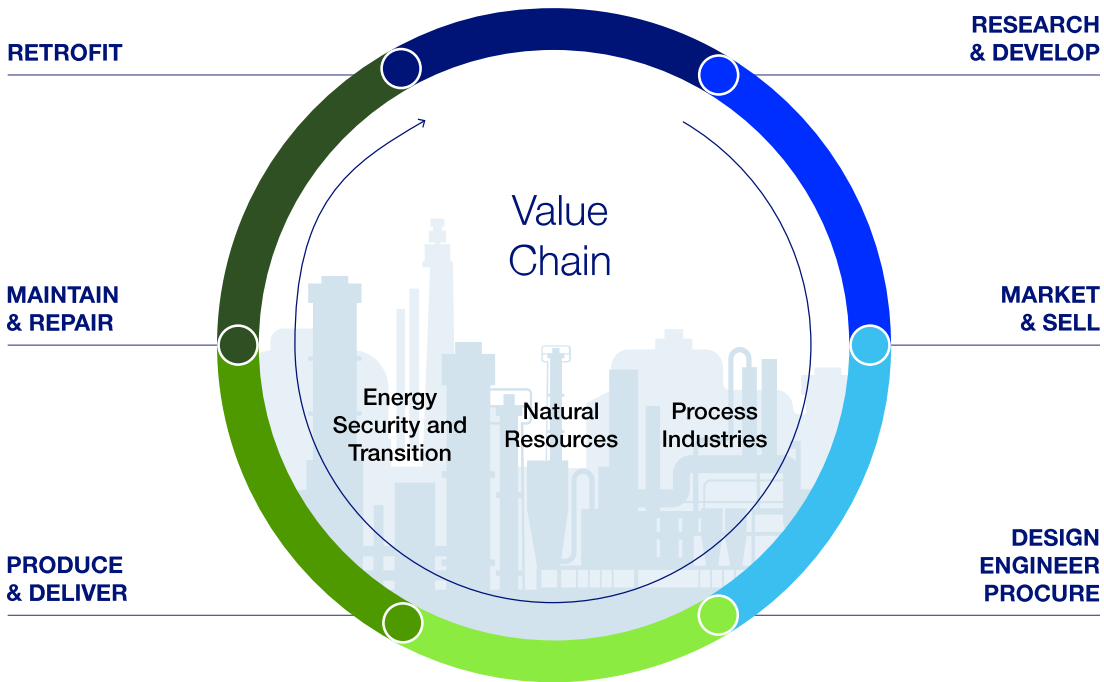 RETROFIT
RESEARCH
& DEVELOP
Value
Chain
MAINTAIN
& REPAIR
MARKET
& SELL
Energy
Security and
Transition
Natural
Resources
Process
Industries
PRODUCE
& DELIVER
DESIGN
ENGINEER
PROCURE